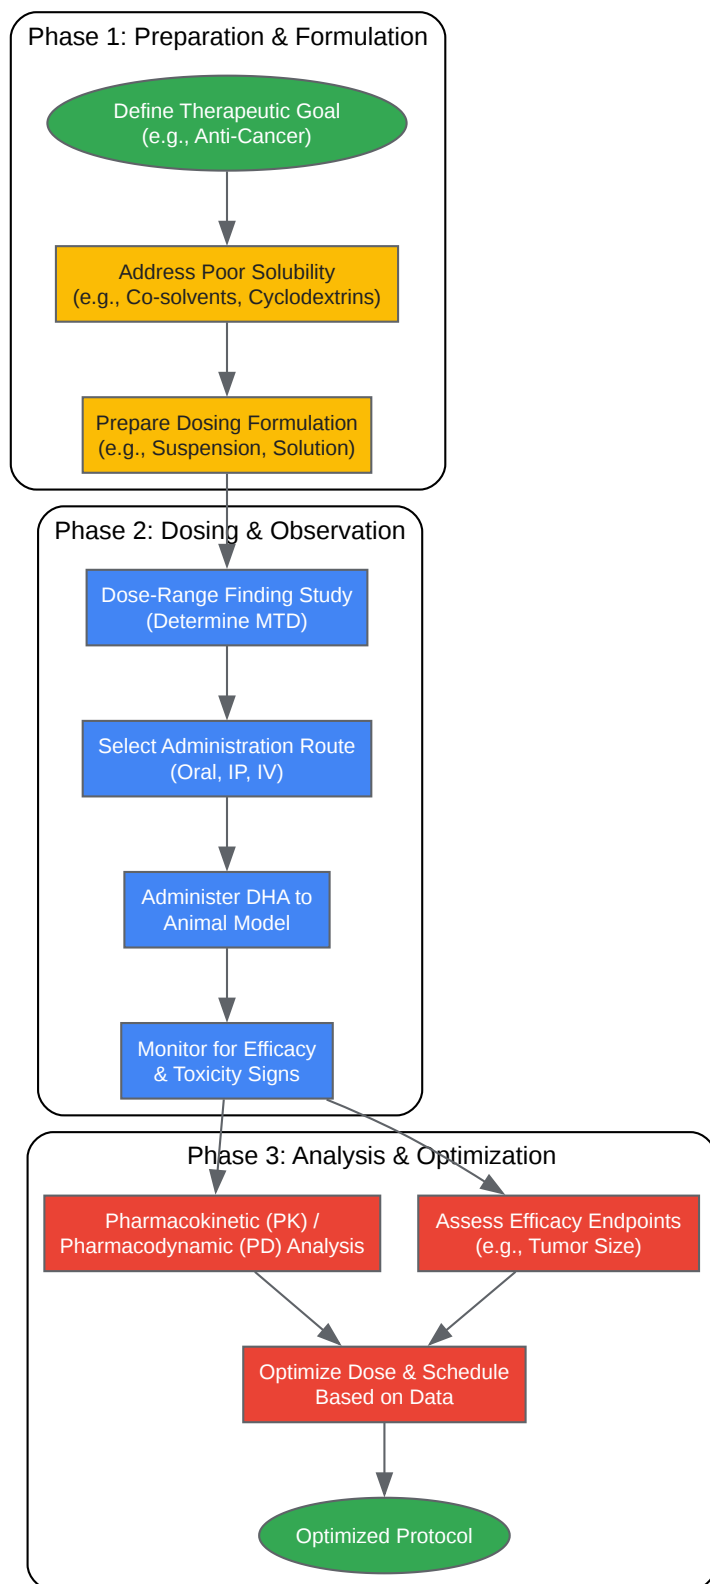 Phase 1: Preparation & Formulation
Define Therapeutic Goal
(e.g., Anti-Cancer)
Address Poor Solubility
(e.g., Co-solvents, Cyclodextrins)
Prepare Dosing Formulation
(e.g., Suspension, Solution)
Phase 2: Dosing & Observation
Dose-Range Finding Study
(Determine MTD)
Select Administration Route
(Oral, IP, IV)
Administer DHA to
Animal Model
Monitor for Efficacy
& Toxicity Signs
Phase 3: Analysis & Optimization
Pharmacokinetic (PK) /
Pharmacodynamic (PD) Analysis
Assess Efficacy Endpoints
(e.g., Tumor Size)
Optimize Dose & Schedule
Based on Data
Optimized Protocol